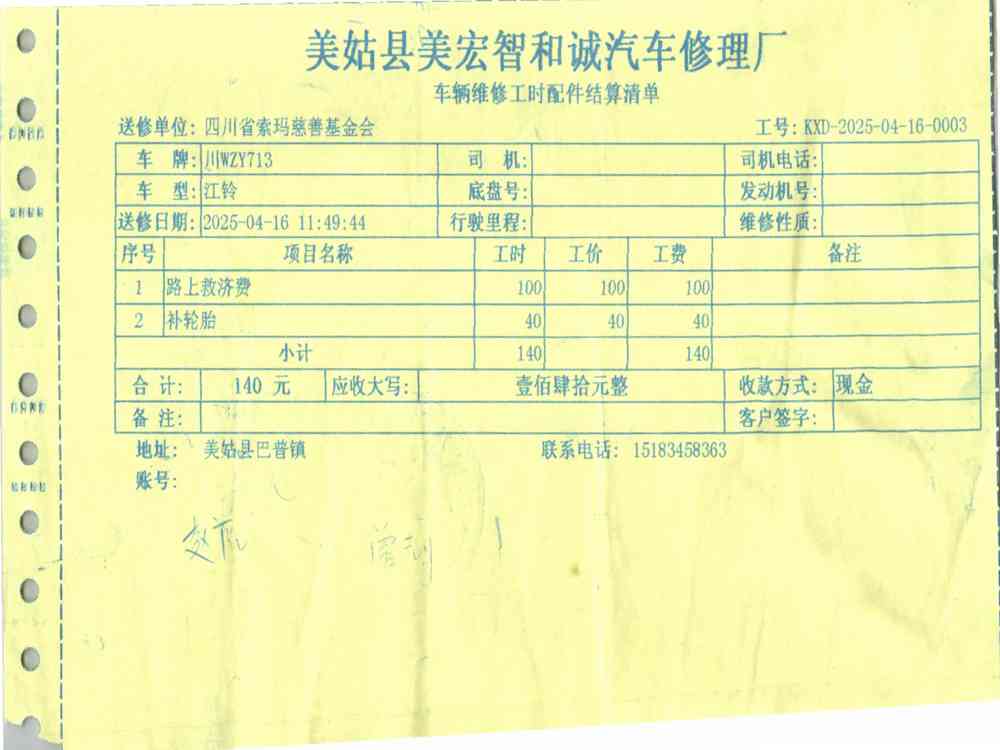 美姑县美宏智和诚汽车修理厂
车辆维修工时配件结算清单
送修单位: 四川省索玛慈善基金会 工号: KXD-2025-04-16-0003
车 牌: 川WZY713 司 机: 司机电话:
车 型: 江铃 底盘号: 发动机号:
送修日期: 2025-04-16 11:49:44 行驶里程: 维修性质:
序号 项目名称 工时 工价 工费 备注
1 路上救济费 100 100 100
2 补轮胎 40 40 40
小计 140 140
合 计: 140 元 应收大写: 壹佰肆拾元整 收款方式: 现金
备 注: 客户签字:
地址: 美姑县巴普镇 联系电话: 15183458363
账号: